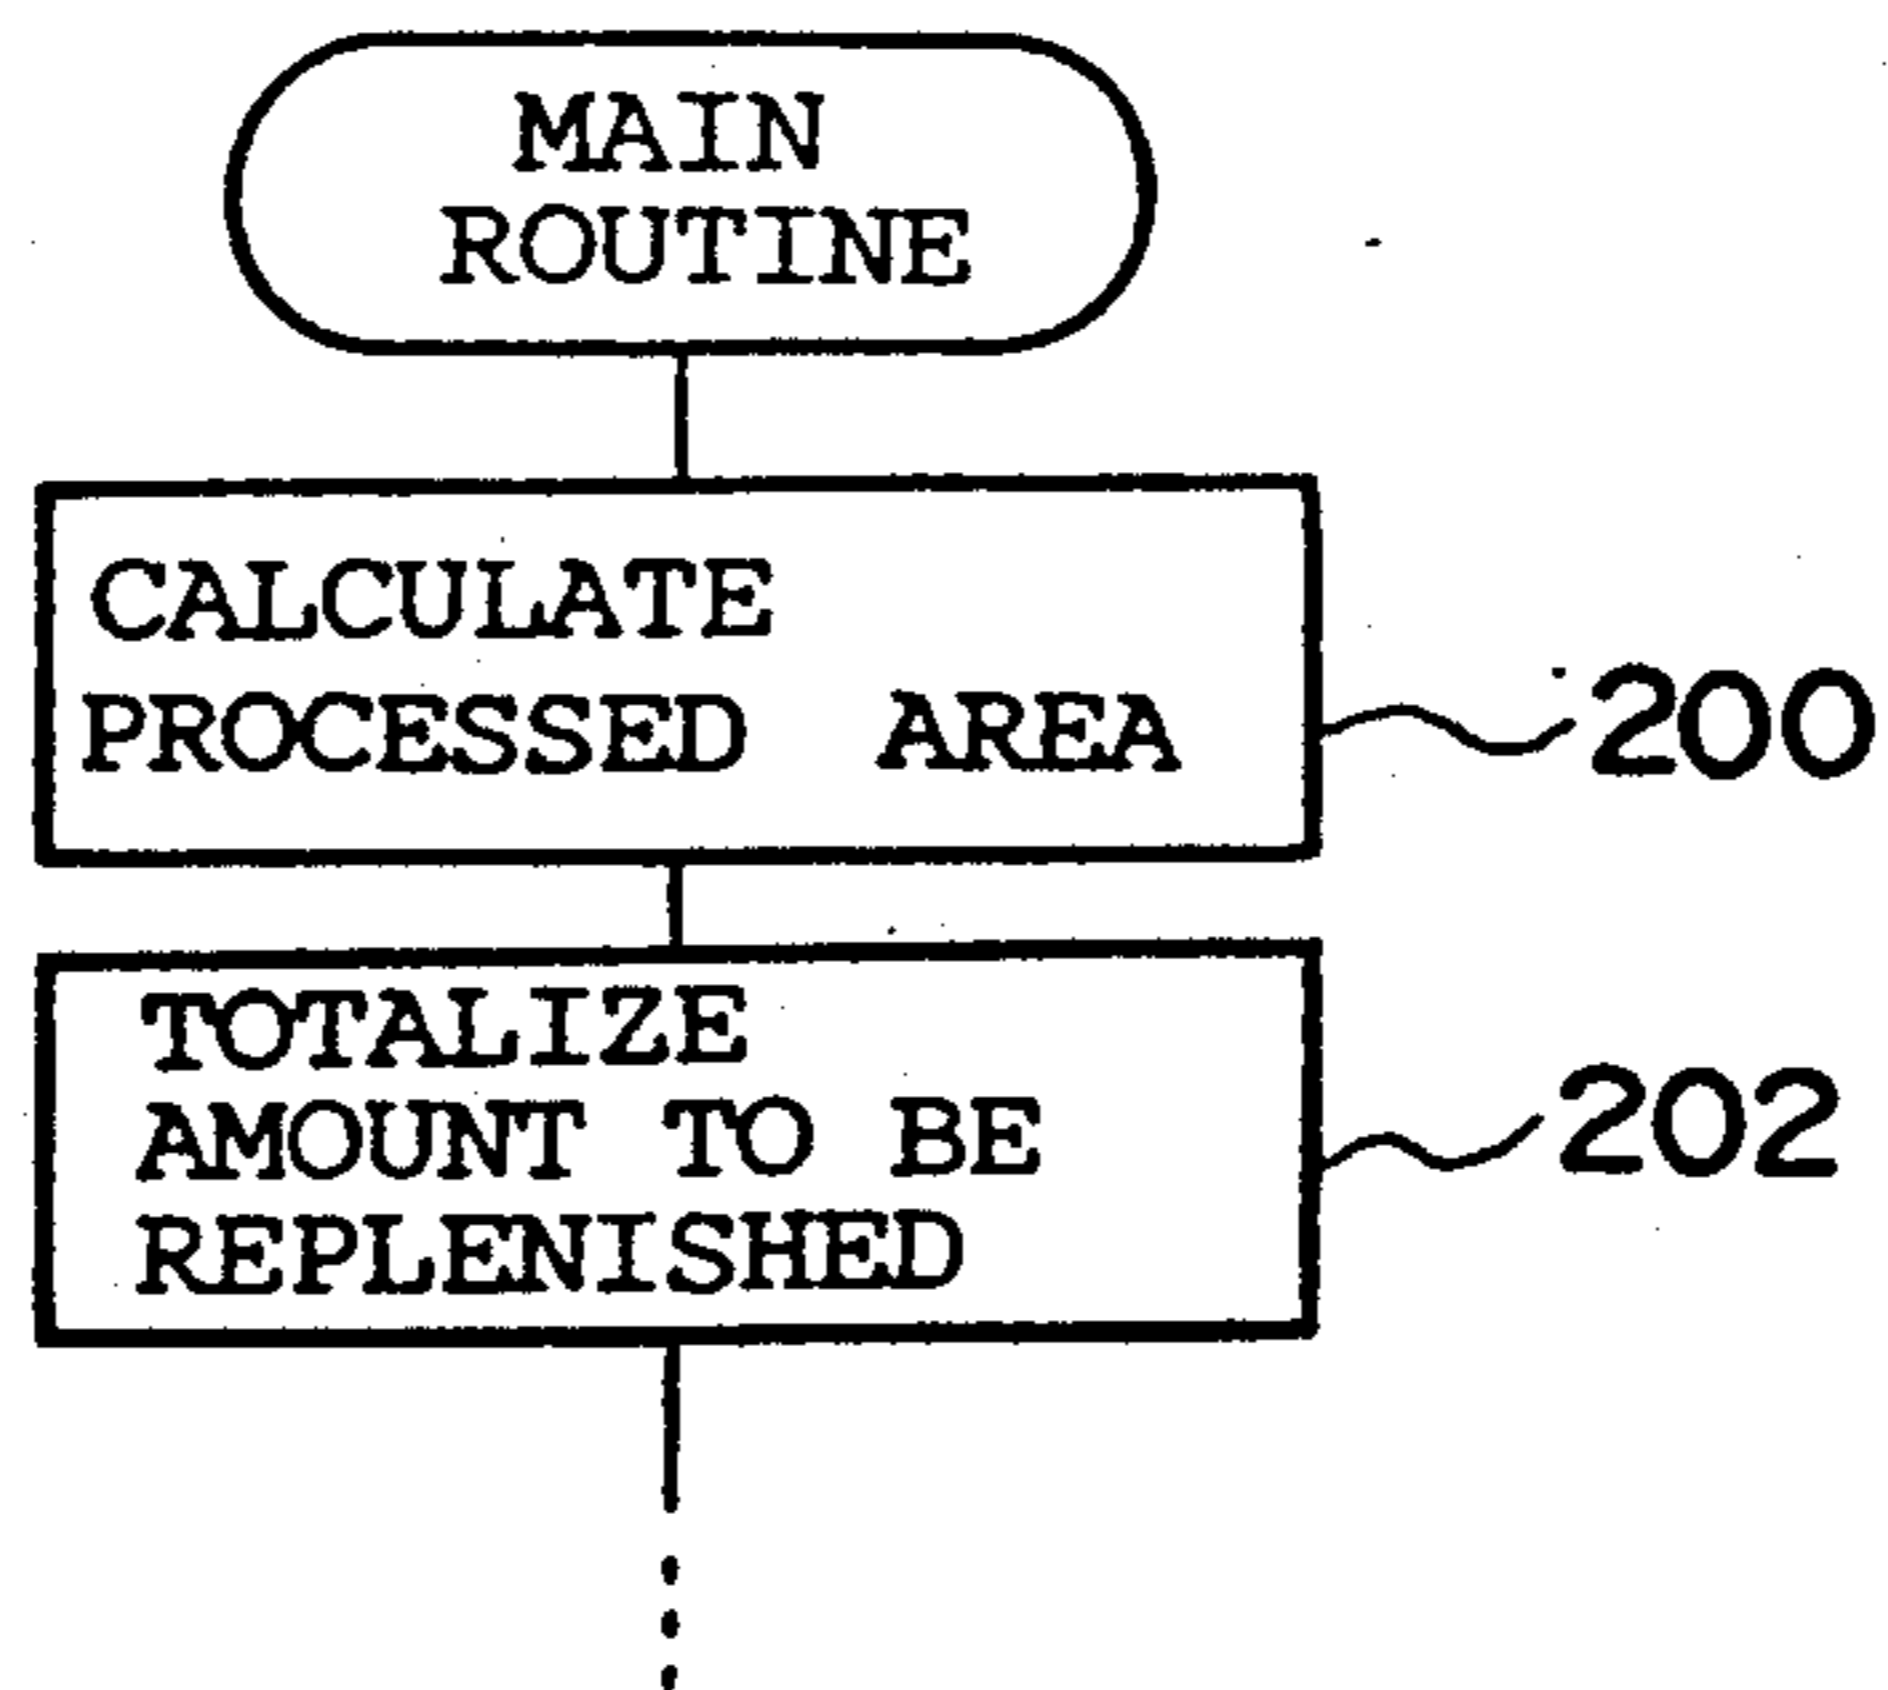 MAIN
ROUTINE
CALCULATE
PROCESSED AREA
200
TOTALIZE
AMOUNT TO BE
202
REPLENISHED